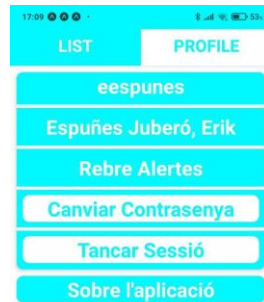 17:09 53%
LIST PROFILE
eespunes
Espuñes Juberó, Erik
Rebre Alertes
Canviar Contrasenya
Tancar Sessió
Sobre l'aplicació